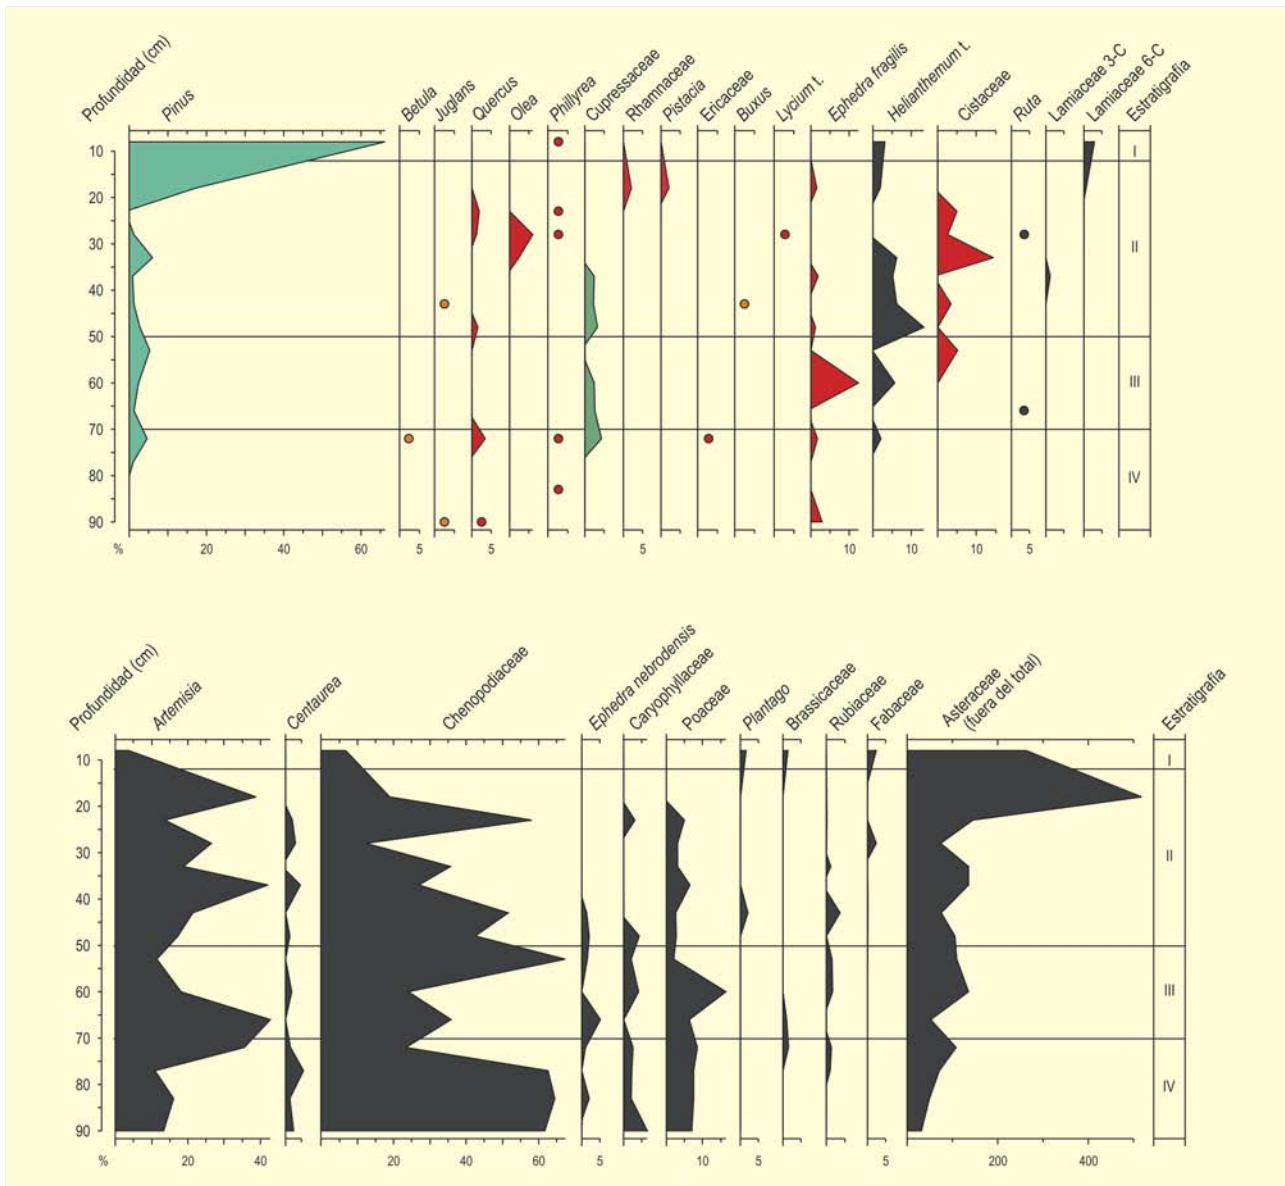 Profundidad (cm)
Pinus
Betula
Juglans
Quercus
Olea
Phillyrea
Cupressaceae
Rhamnaceae
Pistacia
Ericaceae
Buxus
Lycium t.
Ephedra fragilis
Helianthemum t.
Cistaceae
Ruta
Lamiaceae 3-C
Lamiaceae 6-C
Estratigrafía
10
20
30
40
50
60
70
80
90
I
II
III
IV
% 20 40 60 5 5 5 5 10 10 10 5 5
Profundidad (cm)
Artemisia
Centaurea
Chenopodiaceae
Ephedra nebrodensis
Caryophyllaceae
Poaceae
Plantago
Brassicaceae
Rubiaceae
Fabaceae
Asteraceae
(fuera del total)
Estratigrafía
10
20
30
40
50
60
70
80
90
I
II
III
IV
% 20 40 20 40 60 5 10 5 5 200 400